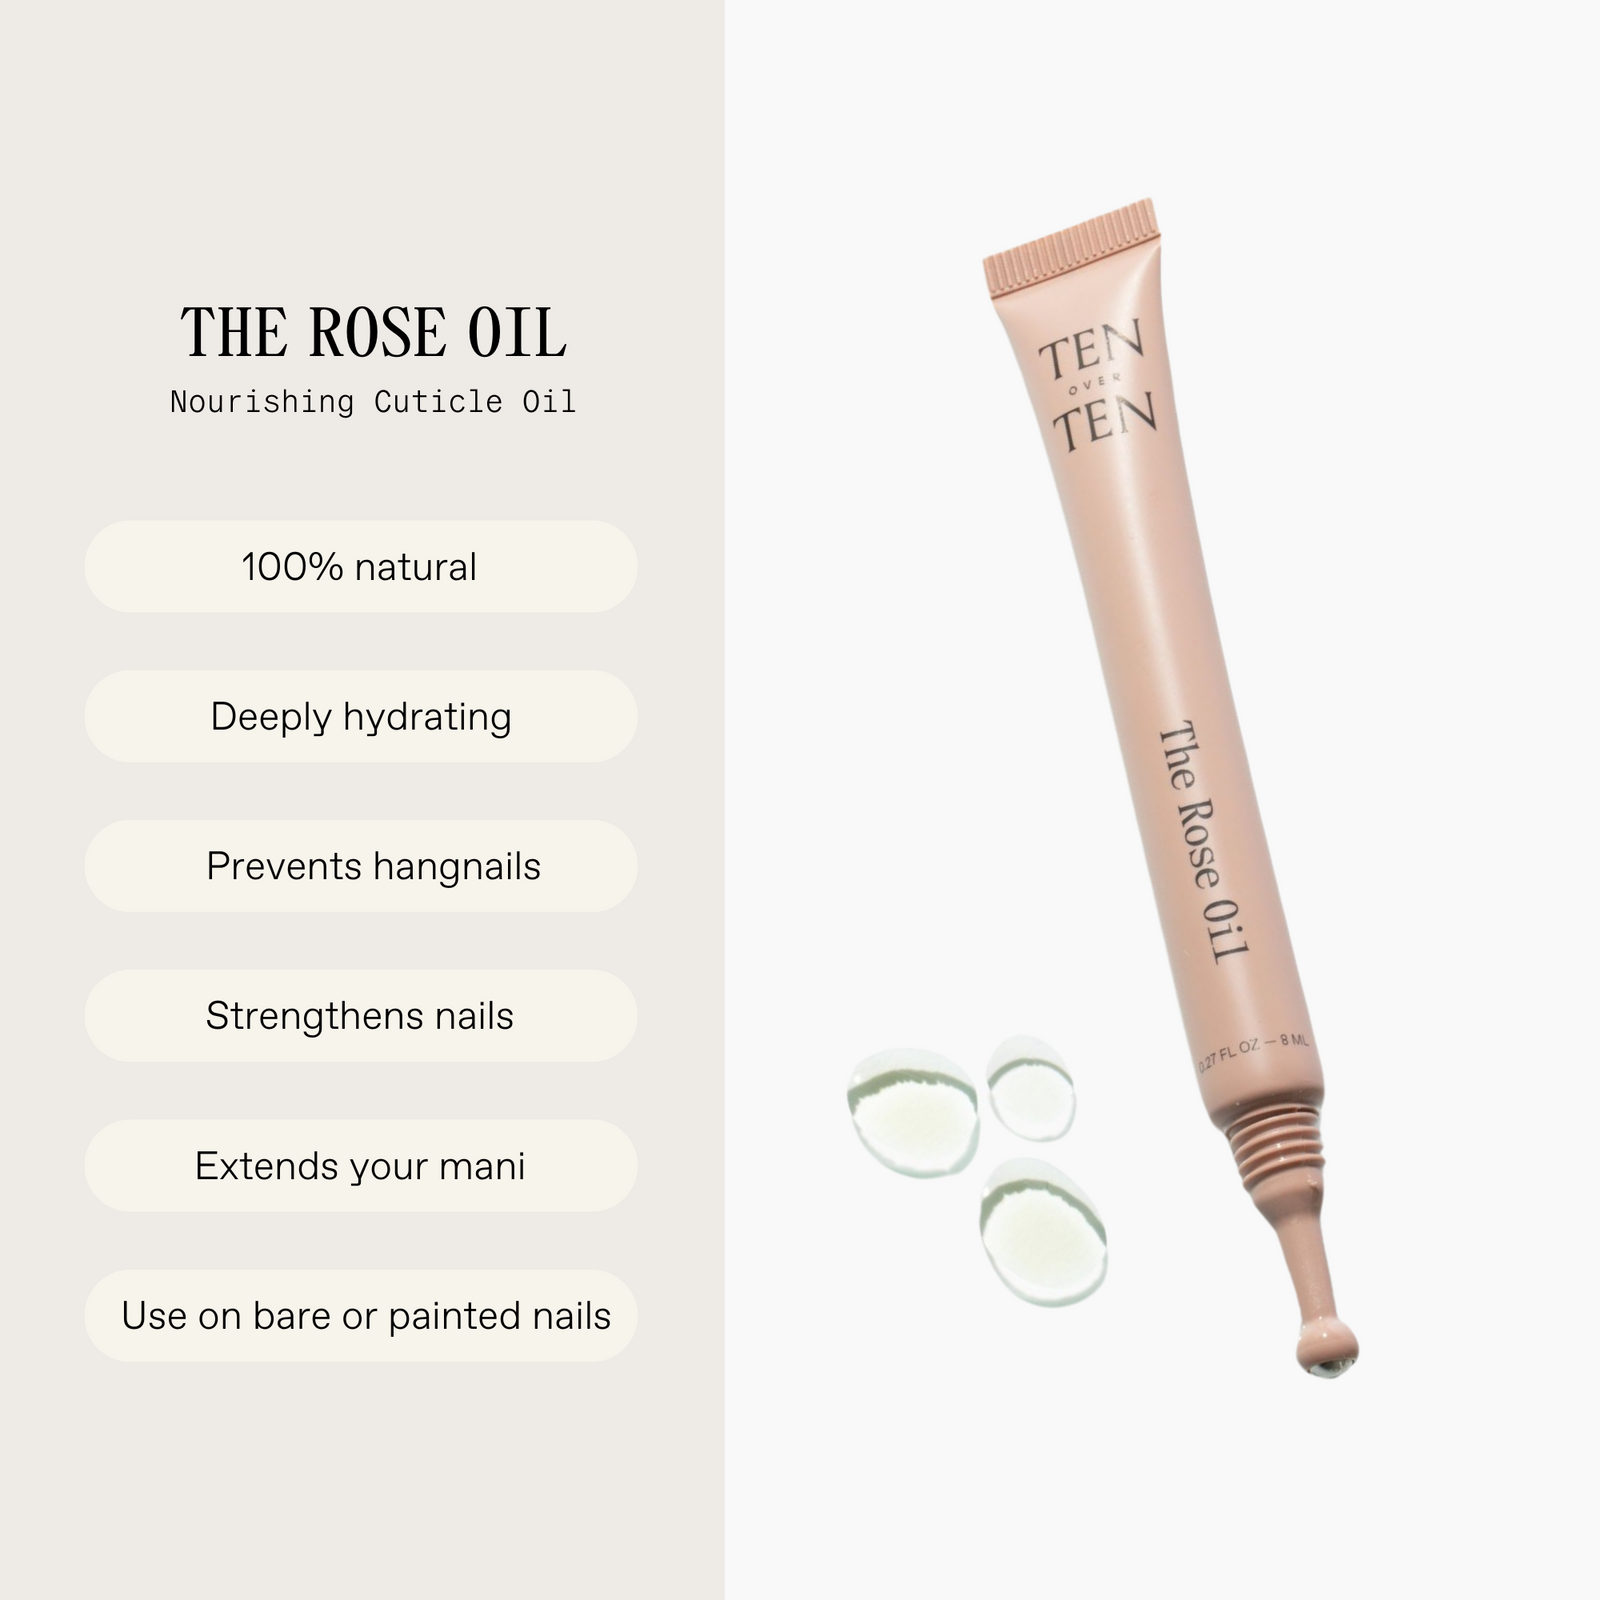 THE ROSE OIL
Nourishing Cuticle Oil
100% natural
Deeply hydrating
Prevents hangnails
Strengthens nails
Extends your mani
Use on bare or painted nails
TEN
OVER
TEN
The Rose Oil
0.27 FL OZ — 8 ML